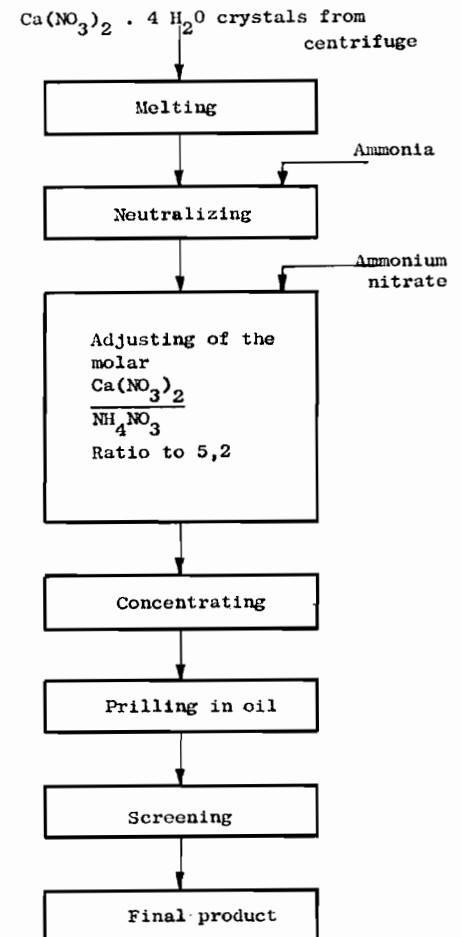 Ca(NO3)2 . 4 H2O crystals from
centrifuge
Melting
Ammonia
Neutralizing
Ammonium
nitrate
Adjusting of the
molar
Ca(NO3)2
NH4NO3
Ratio to 5,2
Concentrating
Prilling in oil
Screening
Final product